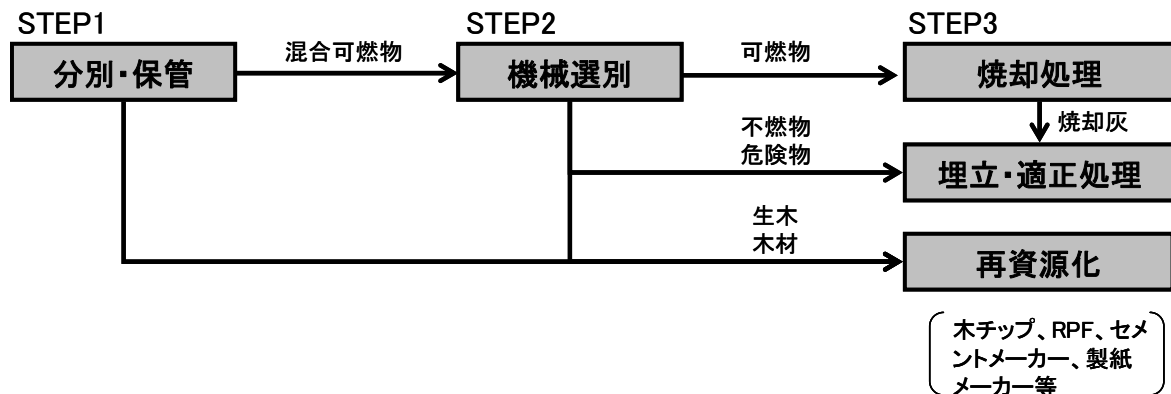 STEP1
STEP2
STEP3
分別・保管
混合可燃物
機械選別
可燃物
焼却処理
焼却灰
不燃物
危険物
埋立・適正処理
生木
木材
再資源化
木チップ、RPF、セメ
ントメーカー、製紙
メーカー等